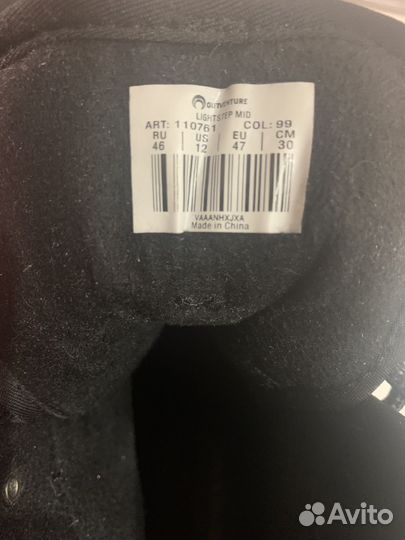 OUTVENTURE
LIGHTSTEP MID
ART: 110761 COL: 99
RU US EU CM
46 12 47 30
VAAANHXJXA
Made in China
Avito